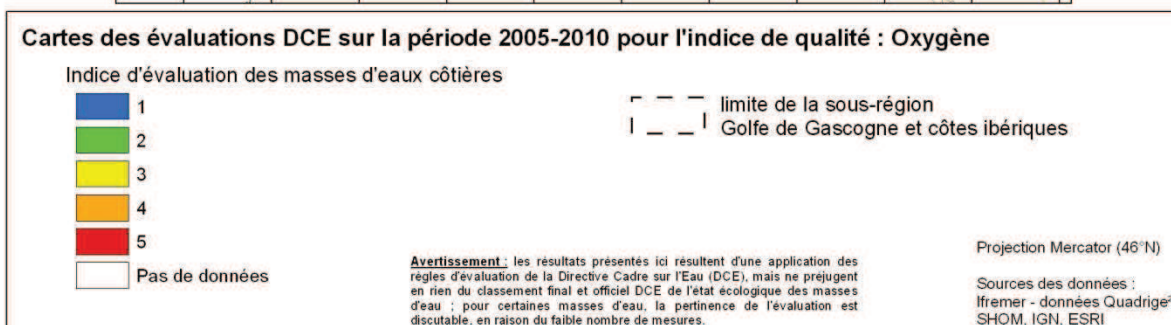 Cartes des évaluations DCE sur la période 2005-2010 pour l'indice de qualité : Oxygène
Indice d'évaluation des masses d'eaux côtières
1
2
3
4
5
Pas de données
limite de la sous-région
Golfe de Gascogne et côtes ibériques
Avertissement : les résultats présentés ici résultent d'une application des
règles d'évaluation de la Directive Cadre sur l'Eau (DCE), mais ne préjugent
en rien du classement final et officiel DCE de l'état écologique des masses
d'eau ; pour certaines masses d'eau, la pertinence de l'évaluation est
discutable, en raison du faible nombre de mesures.
Projection Mercator (46°N)
Sources des données :
Ifremer - données Quadrige²
SHOM, IGN, ESRI